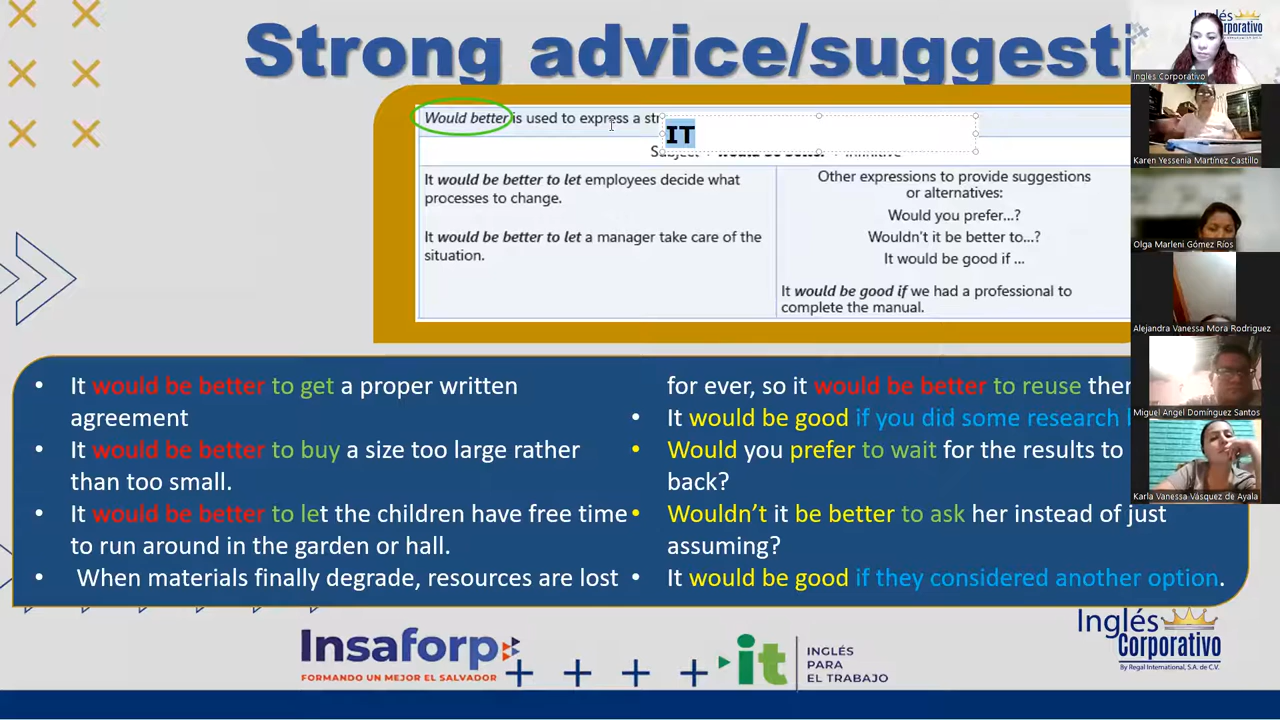 Strong advice/suggesti
Would better is used to express a str
IT
Subject + would be better + infinitive
It would be better to let employees decide what
processes to change.
It would be better to let a manager take care of the
situation.
Other expressions to provide suggestions
or alternatives:
Would you prefer...?
Wouldn't it be better to...?
It would be good if ...
It would be good if we had a professional to
complete the manual.
• It would be better to get a proper written
agreement
• It would be better to buy a size too large rather
than too small.
• It would be better to let the children have free time
to run around in the garden or hall.
• When materials finally degrade, resources are lost
for ever, so it would be better to reuse
• It would be good if you did some research
• Would you prefer to wait for the results to
back?
• Wouldn't it be better to ask her instead of just
assuming?
• It would be good if they considered another option.
Insaforp
FORMANDO UN MEJOR EL SALVADOR
it
INGLÉS
PARA
EL TRABAJO
Inglés
Corporativo
By Regal International, S.A. de C.V.
Inglés
Corporativo
Ingles Corporativo
Karen Yessenia Martínez Castillo
Olga Marleni Gómez Ríos
Alejandra Vanessa Mora Rodriguez
Miguel Angel Domínguez Santos
Karla Vanessa Vásquez de Ayala